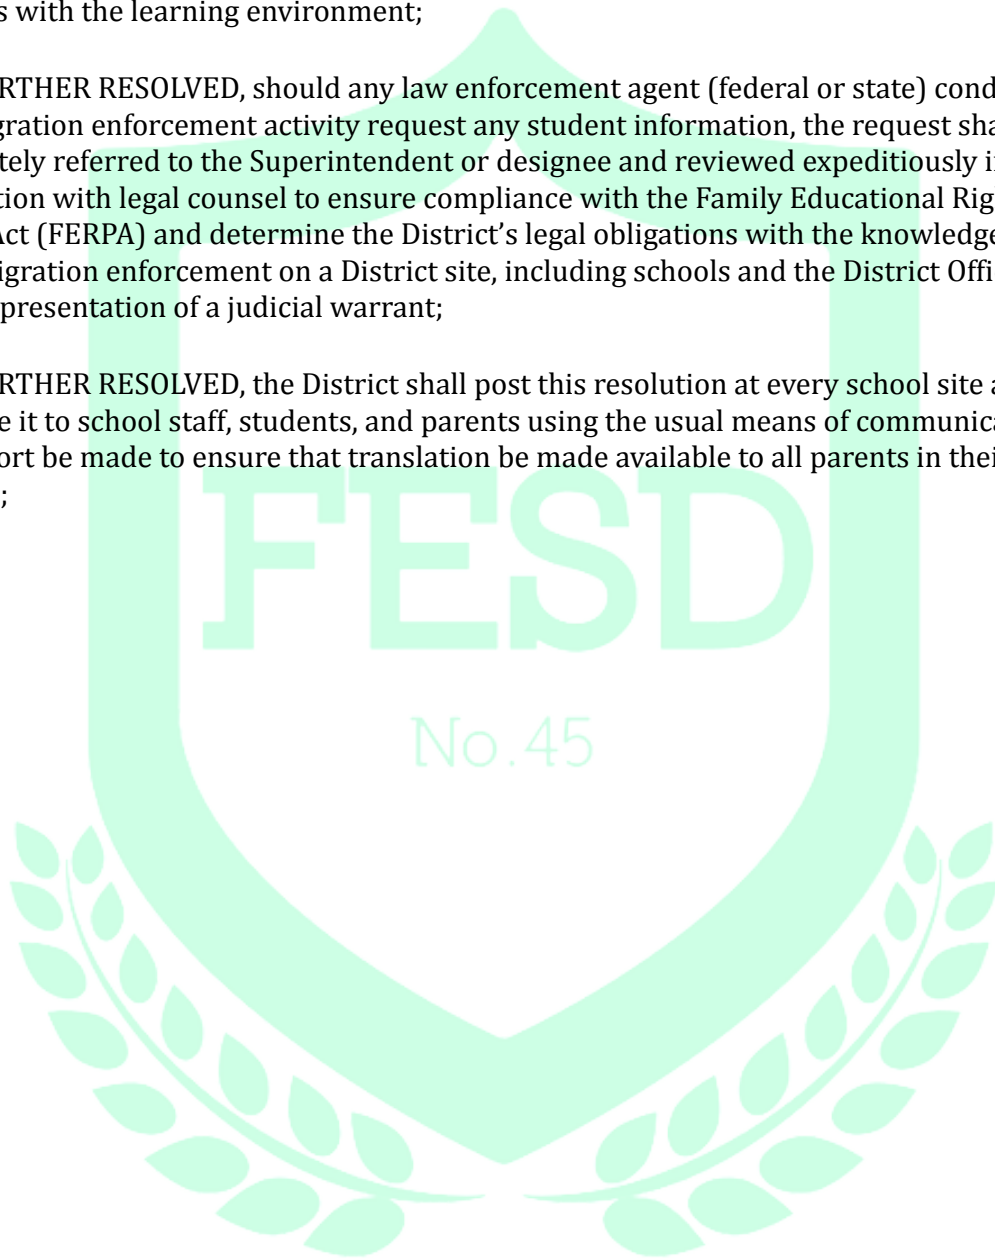 s with the learning environment;
RTHER RESOLVED, should any law enforcement agent (federal or state) cond
gration enforcement activity request any student information, the request sha
tely referred to the Superintendent or designee and reviewed expeditiously i
tion with legal counsel to ensure compliance with the Family Educational Rig
Act (FERPA) and determine the District’s legal obligations with the knowledge
igration enforcement on a District site, including schools and the District Offi
presentation of a judicial warrant;
RTHER RESOLVED, the District shall post this resolution at every school site a
e it to school staff, students, and parents using the usual means of communica
ort be made to ensure that translation be made available to all parents in thei
;
FESD
No.45